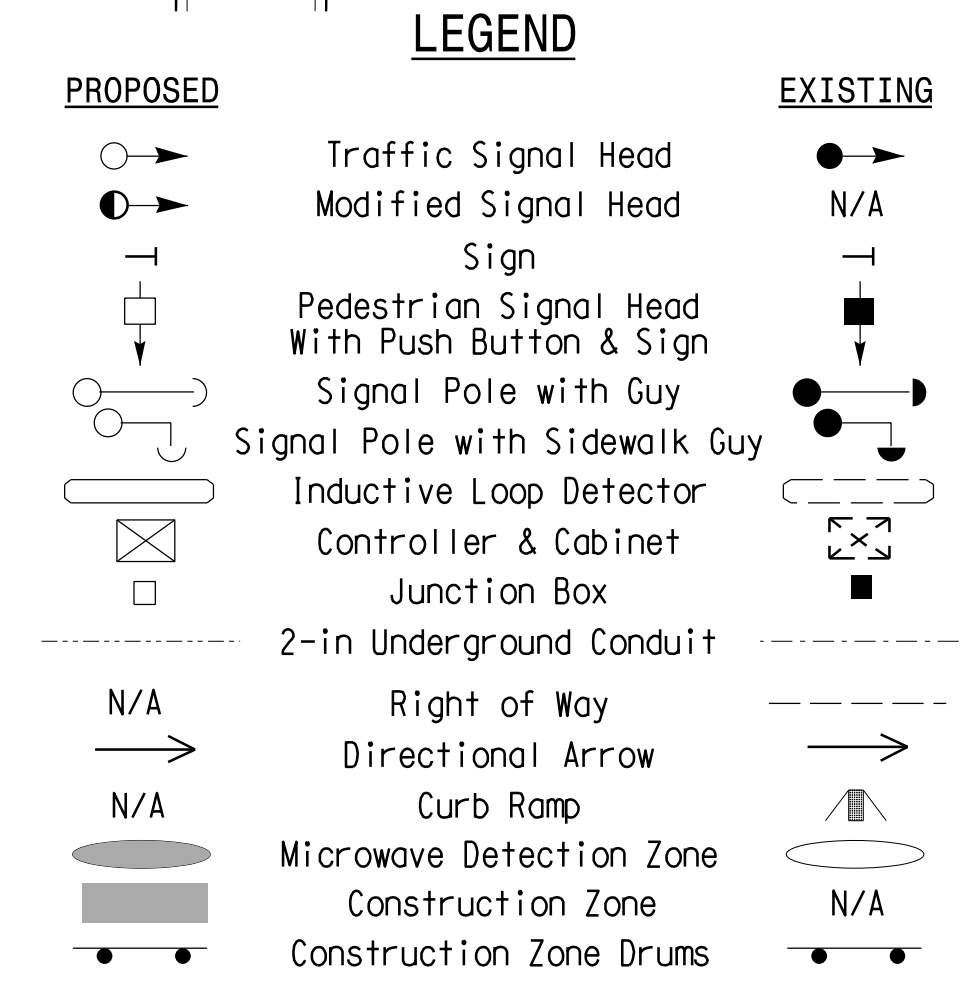 LEGEND
PROPOSED EXISTING
Traffic Signal Head
Modified Signal Head N/A
Sign
Pedestrian Signal Head
With Push Button & Sign
Signal Pole with Guy
Signal Pole with Sidewalk Guy
Inductive Loop Detector
Controller & Cabinet
Junction Box
2-in Underground Conduit
N/A Right of Way
Directional Arrow
N/A Curb Ramp
Microwave Detection Zone
Construction Zone N/A
Construction Zone Drums